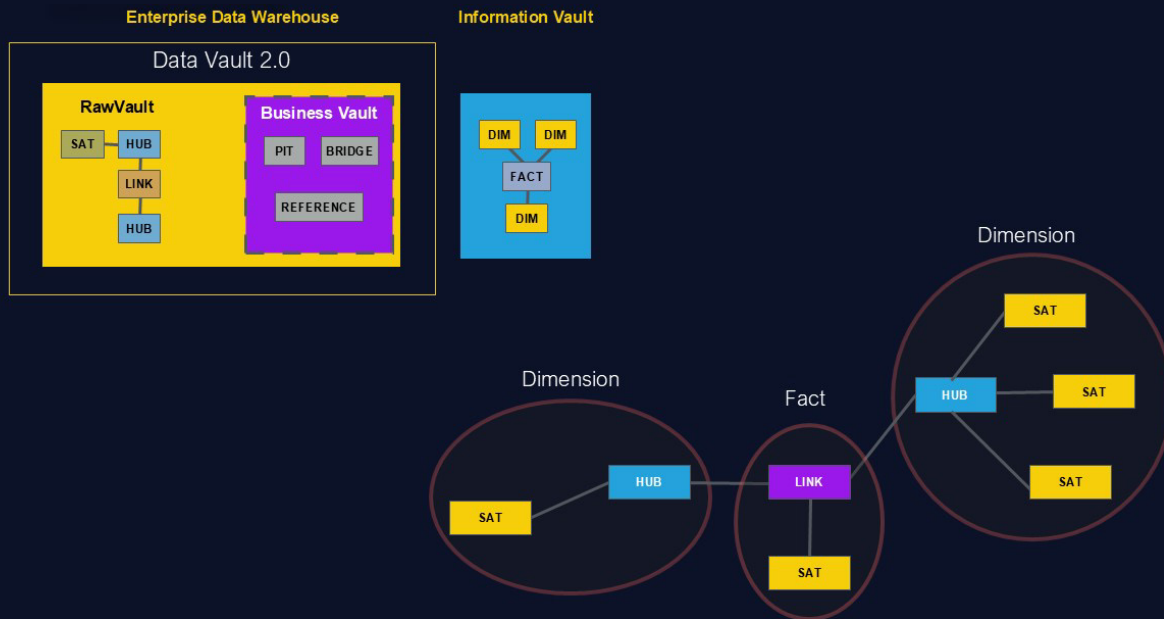 Enterprise Data Warehouse
Information Vault
Data Vault 2.0
RawVault
SAT
HUB
LINK
HUB
Business Vault
PIT
BRIDGE
REFERENCE
DIM
DIM
FACT
DIM
Dimension
SAT
SAT
SAT
HUB
Dimension
HUB
SAT
Fact
LINK
SAT